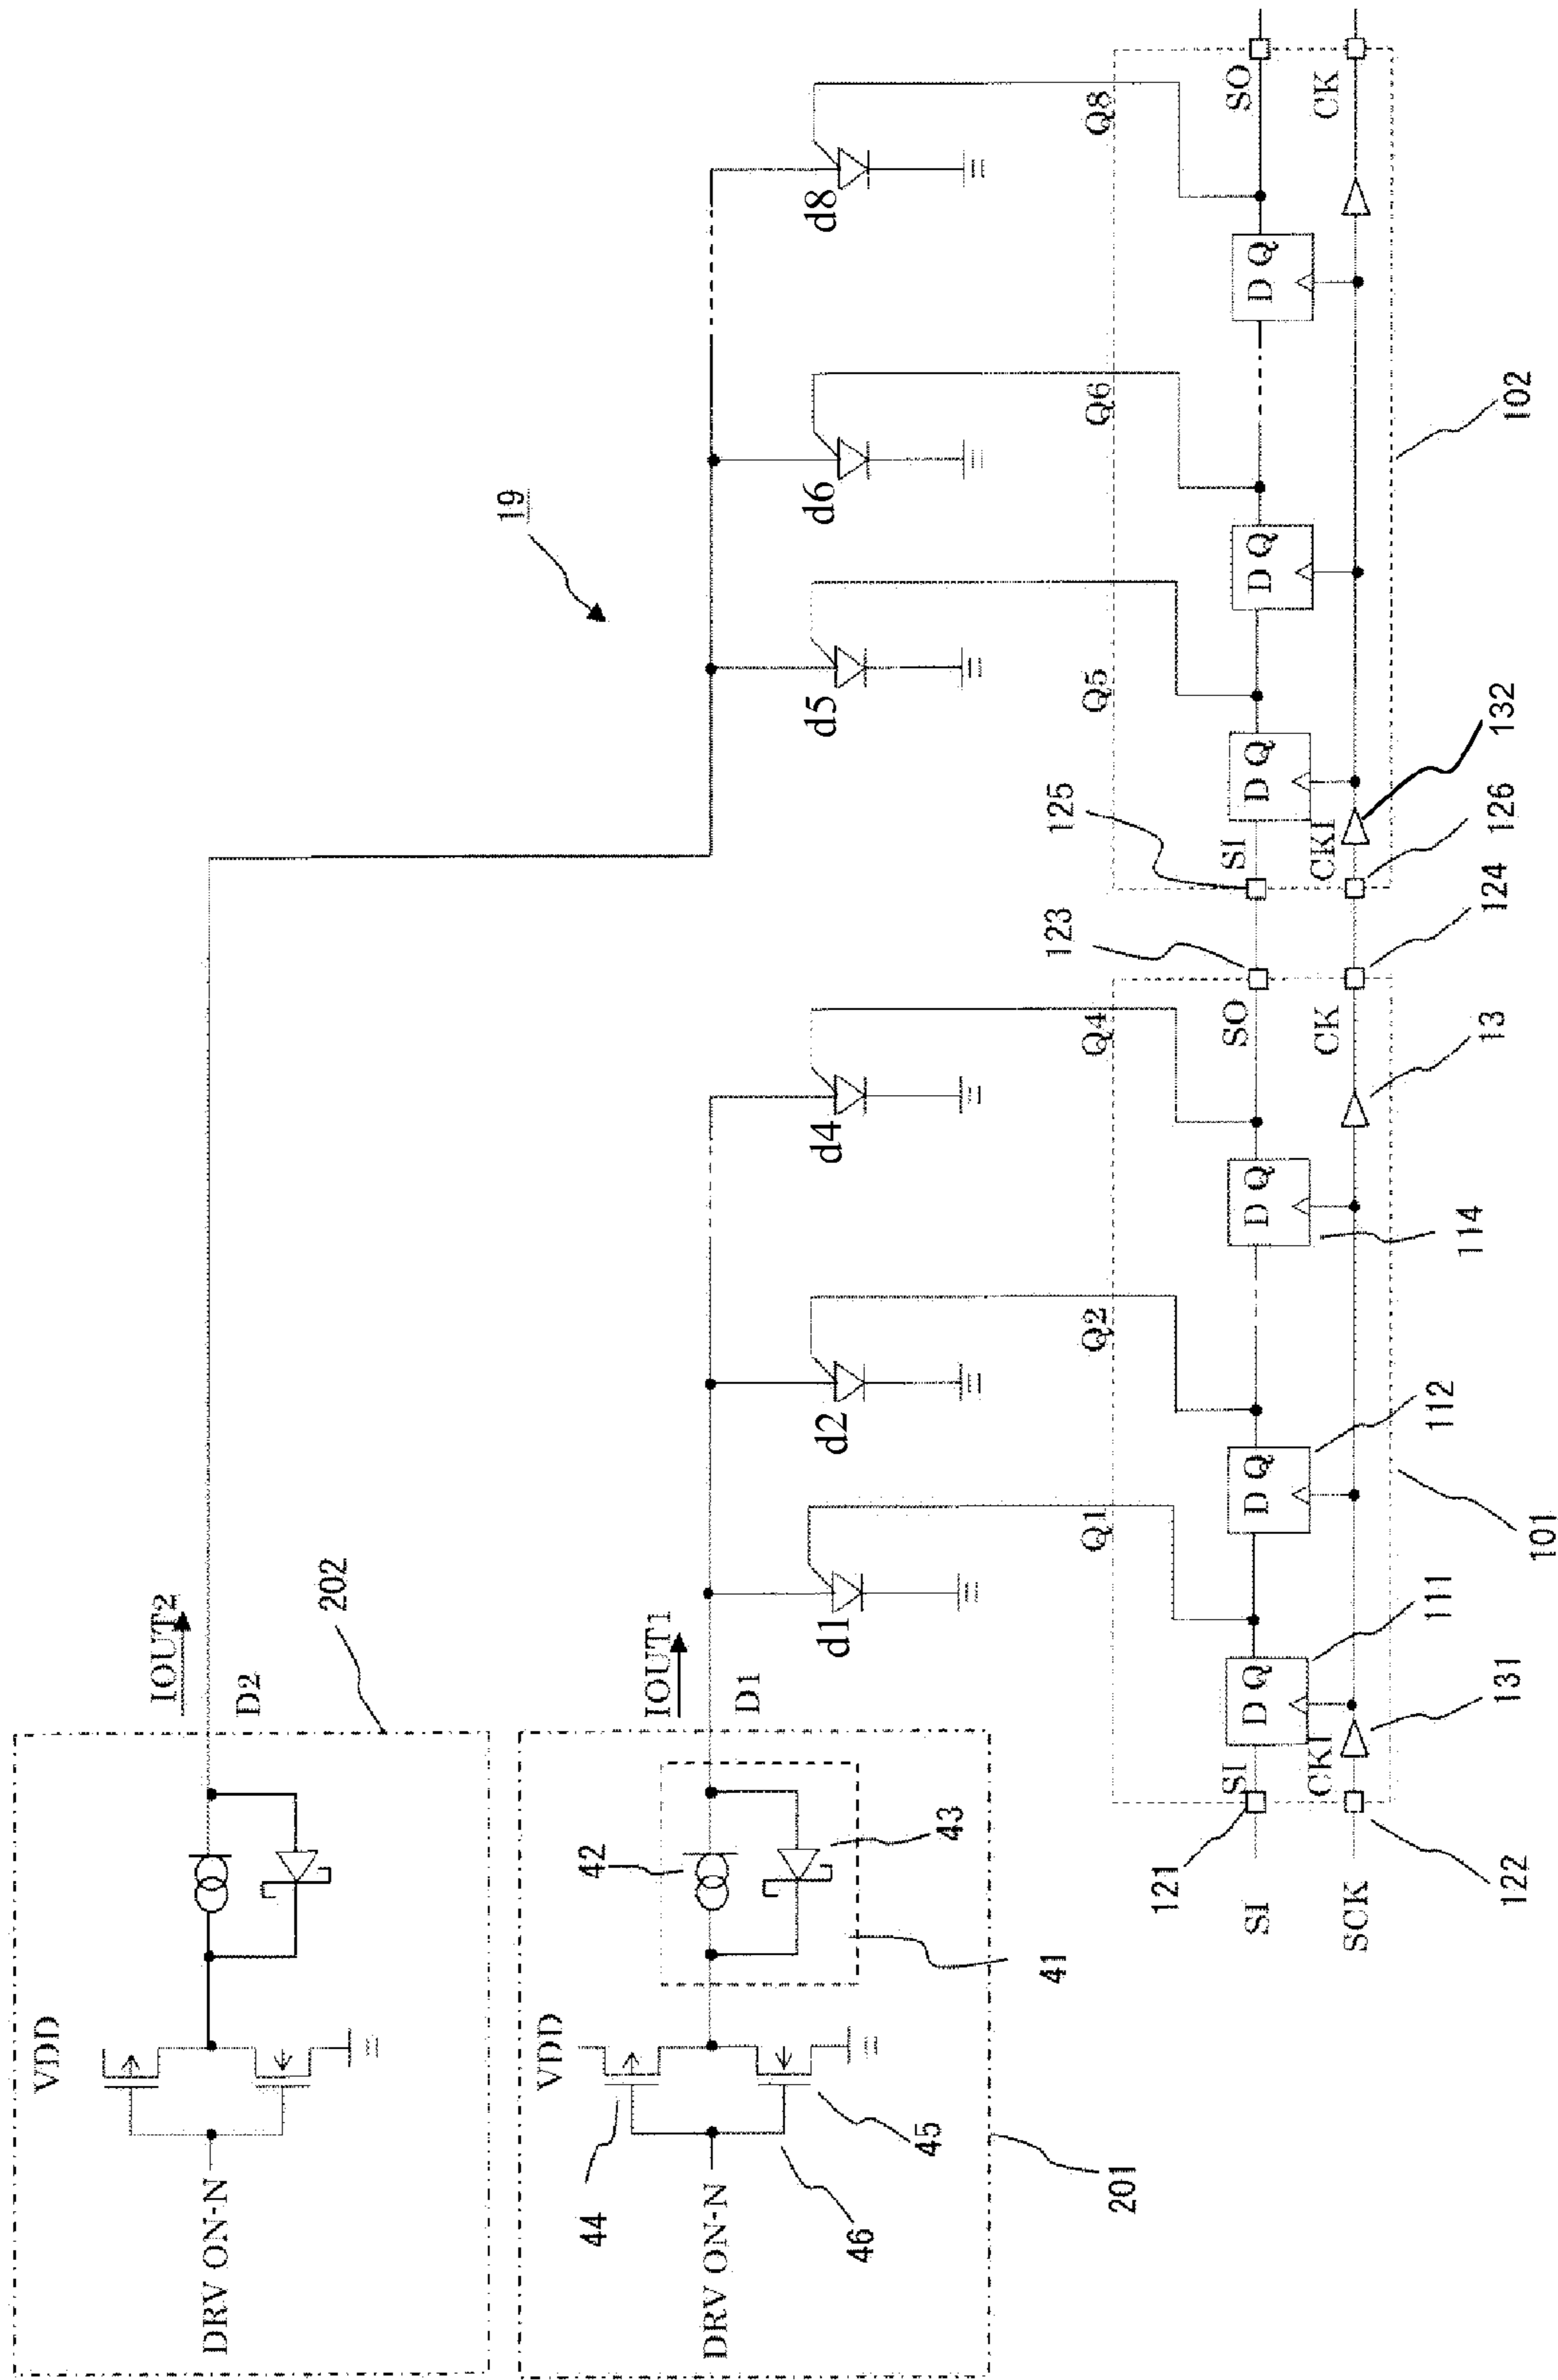 19
VDD
DRV ON-N
IOUT2
D2
202
VDD
DRV ON-N
44
45
46
42
43
41
IOUT1
D1
201
d1
d2
d4
d5
d6
d8
Q1
Q2
Q4
Q5
Q6
Q8
SI
SCK
121
122
SI
CKI
D Q
D Q
D Q
SO
CK
131
111
112
114
13
101
123
124
125
126
SI
CKI
D Q
D Q
D Q
SO
CK
132
102